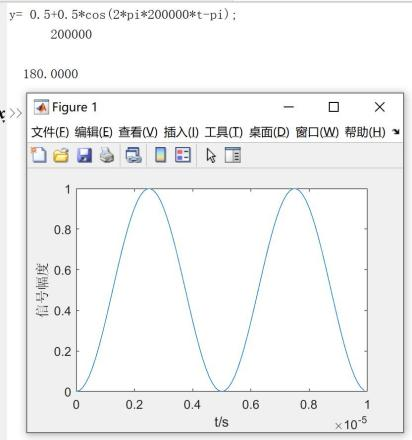 y= 0.5+0.5*cos(2*pi*200000*t-pi);
200000
180.0000
>>
Figure 1
文件(F) 编辑(E) 查看(V) 插入(I) 工具(T) 桌面(D) 窗口(W) 帮助(H)
1
0.8
0.6
0.4
0.2
0
信号幅度
0 0.2 0.4 0.6 0.8 1
t/s
×10-5